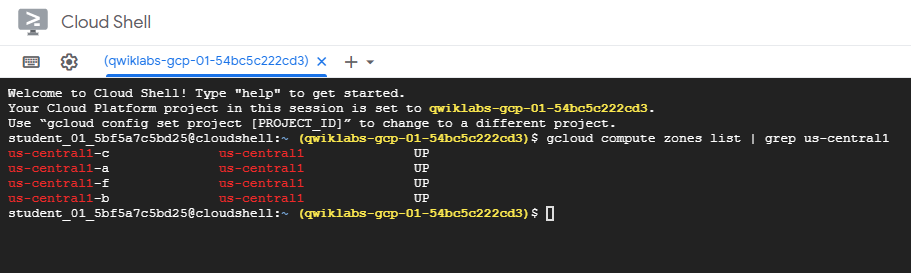 Cloud Shell
(qwiklabs-gcp-01-54bc5c222cd3)
Welcome to Cloud Shell! Type "help" to get started.
Your Cloud Platform project in this session is set to qwiklabs-gcp-01-54bc5c222cd3.
Use “gcloud config set project [PROJECT_ID]” to change to a different project.
student_01_5bf5a7c5bd25@cloudshell:~ (qwiklabs-gcp-01-54bc5c222cd3)$ gcloud compute zones list | grep us-central1
us-central1-c us-central1 UP
us-central1-a us-central1 UP
us-central1-f us-central1 UP
us-central1-b us-central1 UP
student_01_5bf5a7c5bd25@cloudshell:~ (qwiklabs-gcp-01-54bc5c222cd3)$